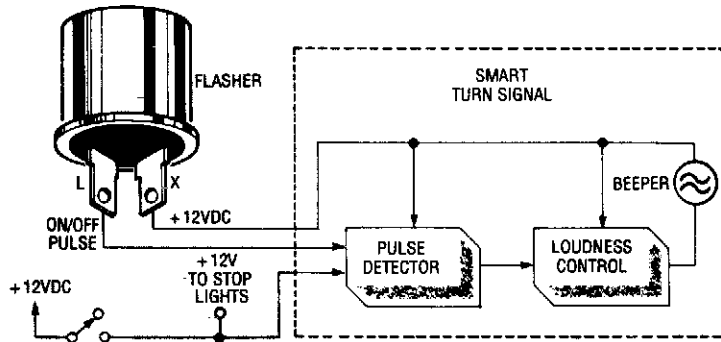 FLASHER
SMART
TURN SIGNAL
L
X
BEEPER
+12VDC
ON/OFF
PULSE
+12V
TO STOP
LIGHTS
PULSE
DETECTOR
LOUDNESS
CONTROL
+12VDC